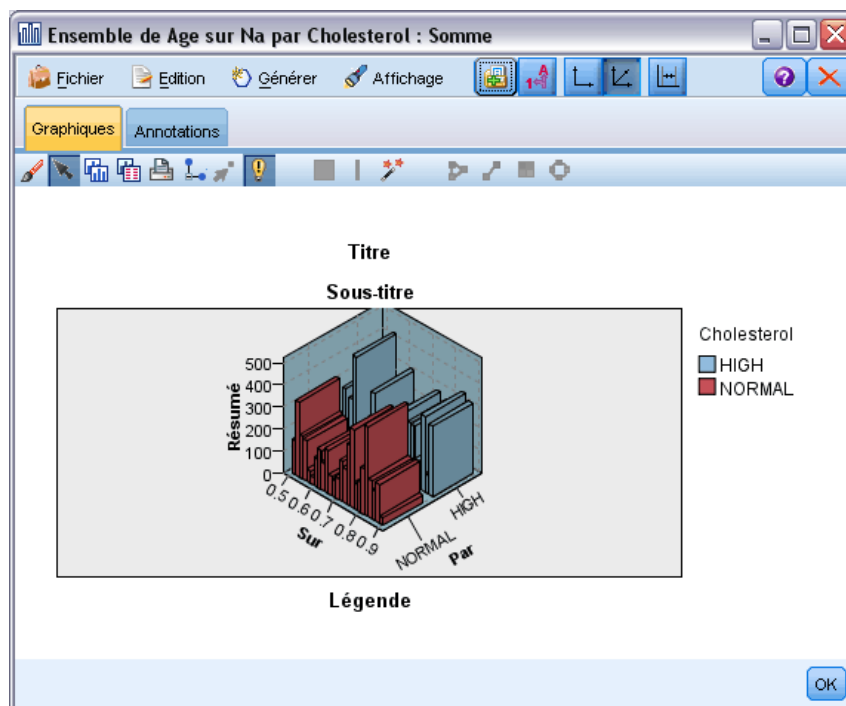 Ensemble de Age sur Na par Cholesterol : Somme
Fichier Edition Générer Affichage
Graphiques Annotations
Titre
Sous-titre
Cholesterol
HIGH
NORMAL
Résumé
500
400
300
200
100
0
0.5 0.6 0.7 0.8 0.9
Sur
NORMAL HIGH
Par
Légende
OK